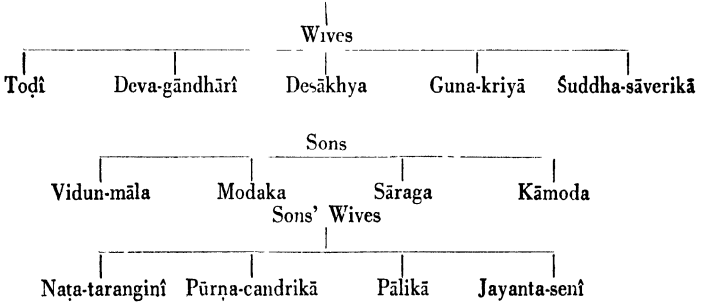 Wives
Toḍî Deva-gāndhārî Desākhya Guna-kriyā Śuddha-sāverikā
Sons
Vidun-māla Modaka Sāraga Kāmoda
Sons' Wives
Naṭa-taranginî Pūrṇa-candrikā Pālikā Jayanta-senî